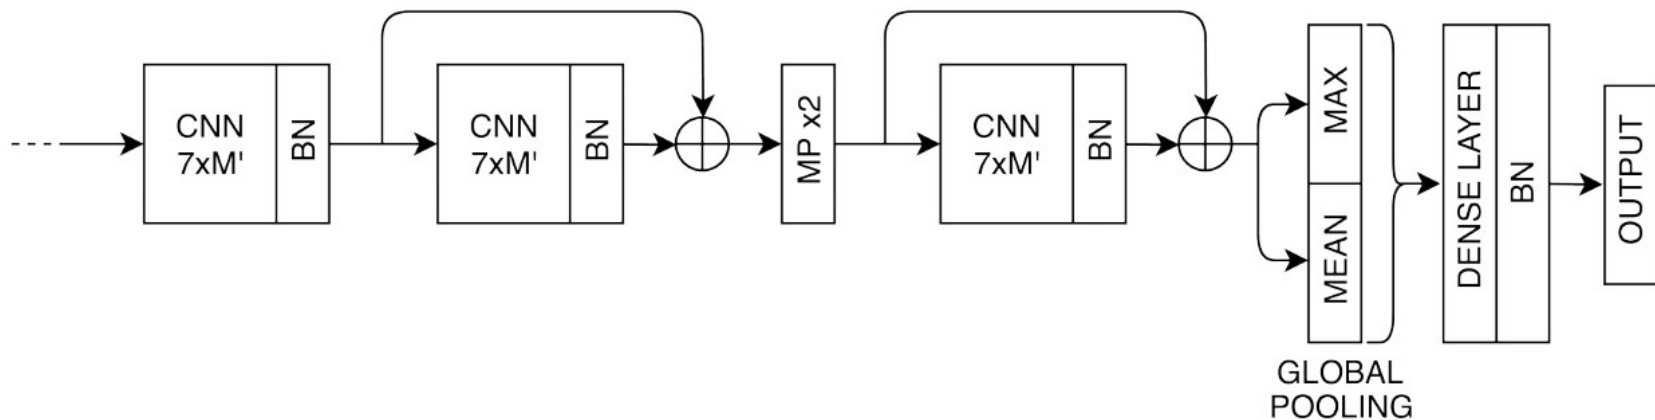 CNN
7xM'
BN
CNN
7xM'
BN
MP x2
CNN
7xM'
BN
MAX
MEAN
GLOBAL
POOLING
DENSE LAYER
BN
OUTPUT